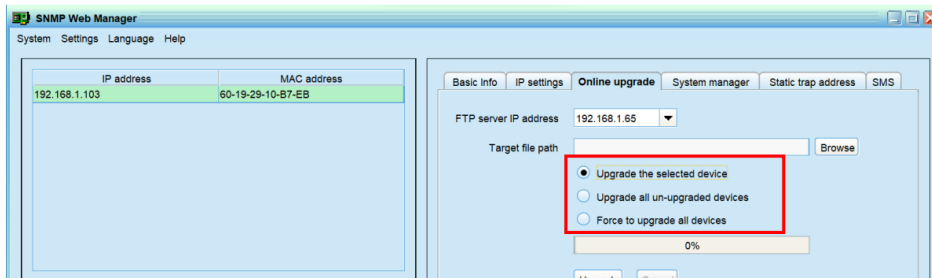 SNMP Web Manager
System Settings Language Help
IP address MAC address
192.168.1.103 60-19-29-10-B7-EB
Basic Info IP settings Online upgrade System manager Static trap address SMS
FTP server IP address 192.168.1.65
Target file path Browse
Upgrade the selected device
Upgrade all un-upgraded devices
Force to upgrade all devices
0%